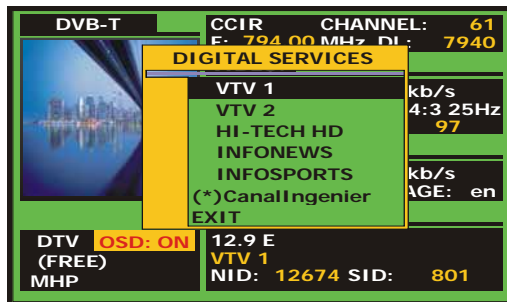 DVB-T
CCIR CHANNEL: 61
F: 794.00 MHz DL: 7940
DIGITAL SERVICES
VTV 1
VTV 2
HI-TECH HD
INFONEWS
INFOSPORTS
(*)CanalIngenier
EXIT
kb/s
4:3 25Hz
97
kb/s
AGE: en
DTV OSD: ON
(FREE)
MHP
12.9 E
VTV 1
NID: 12674 SID: 801